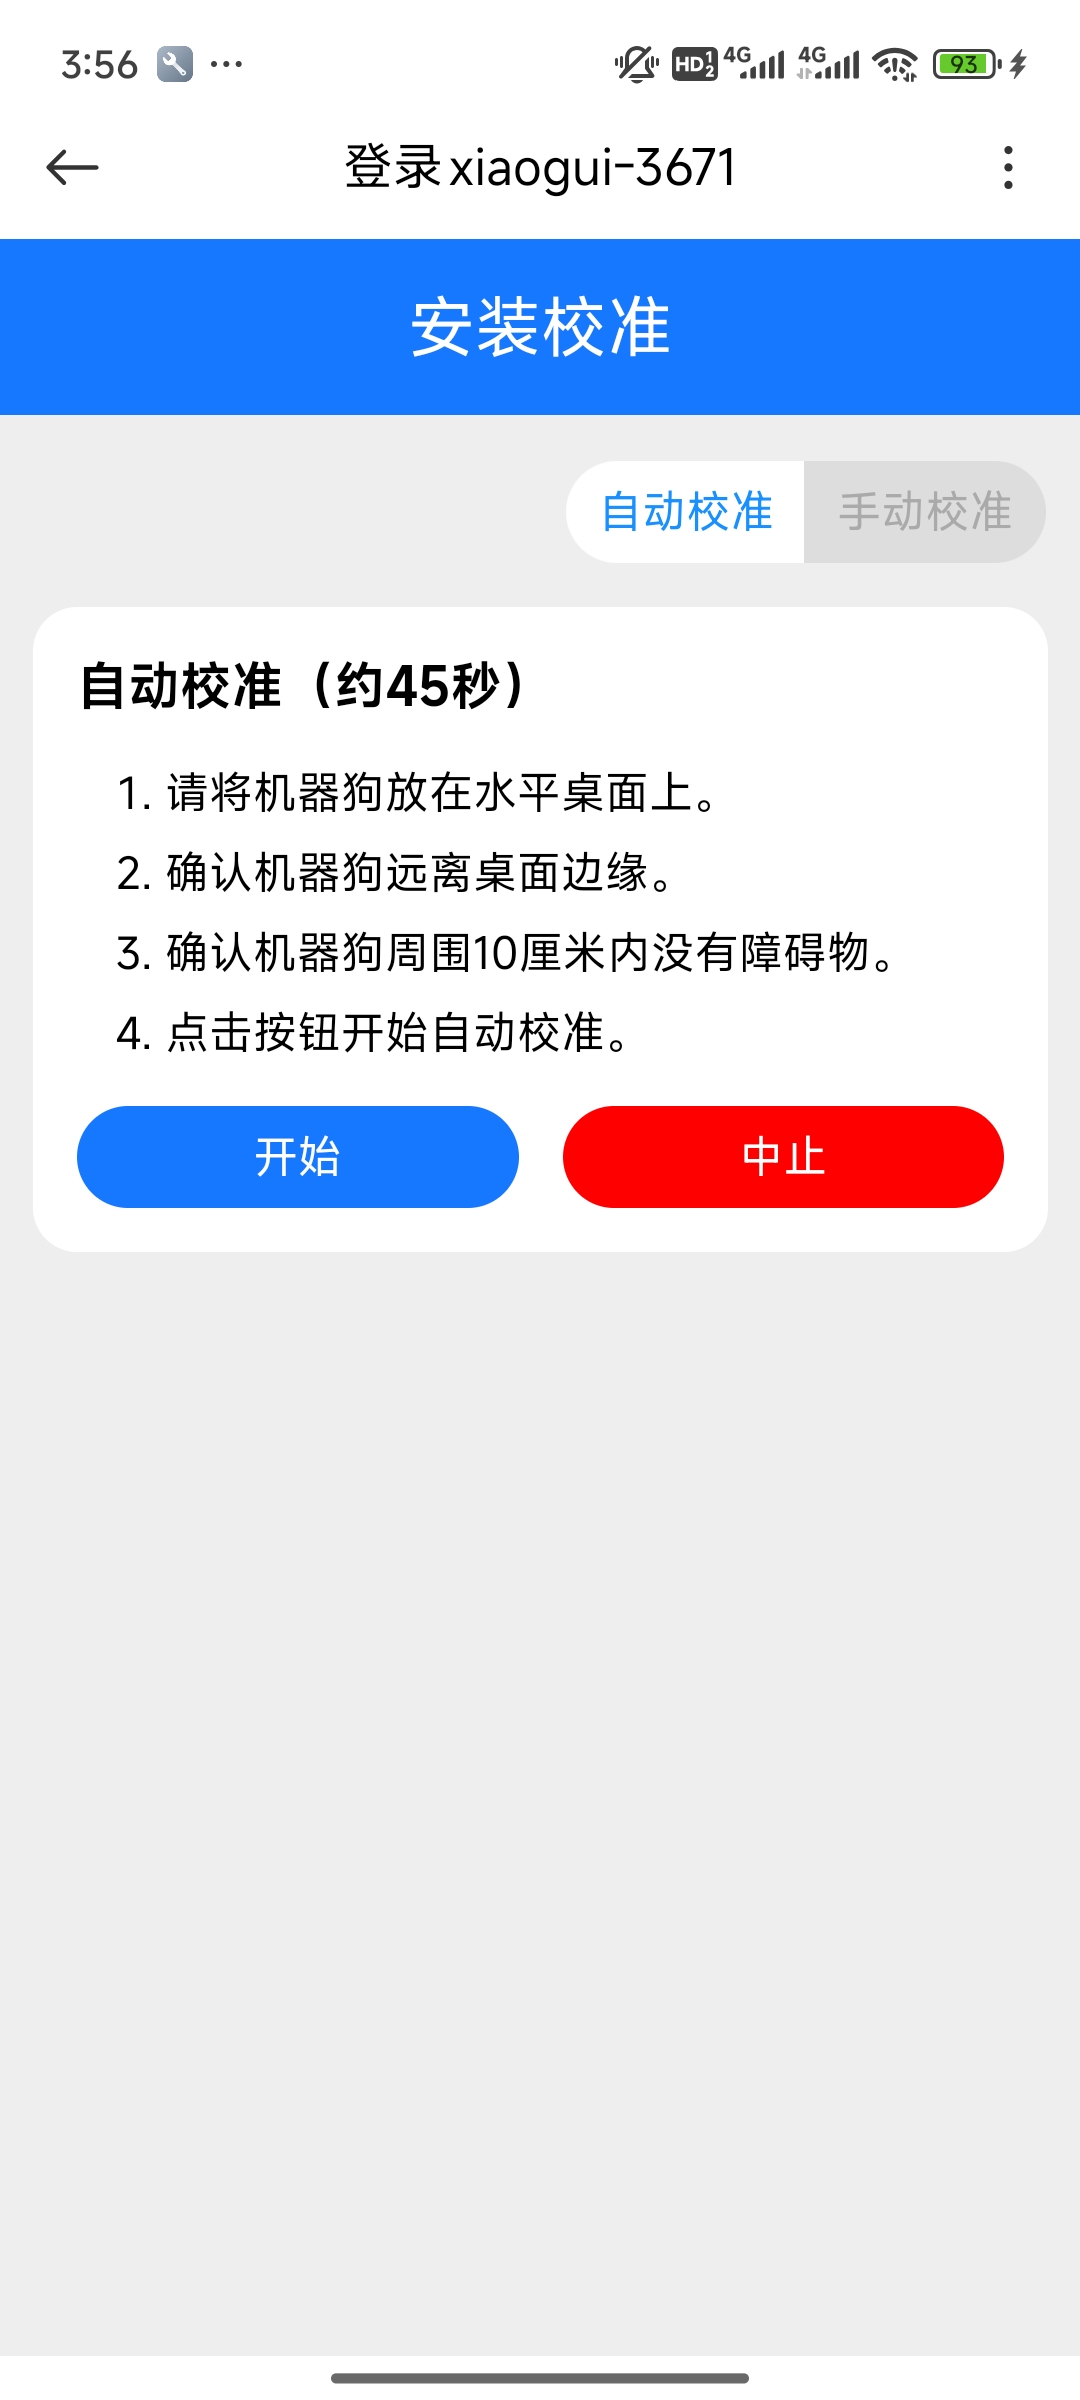 3:56
HD 1 2 4G 4G 93
登录xiaogui-3671
安装校准
自动校准 手动校准
自动校准（约45秒）
1. 请将机器狗放在水平桌面上。
2. 确认机器狗远离桌面边缘。
3. 确认机器狗周围10厘米内没有障碍物。
4. 点击按钮开始自动校准。
开始 中止